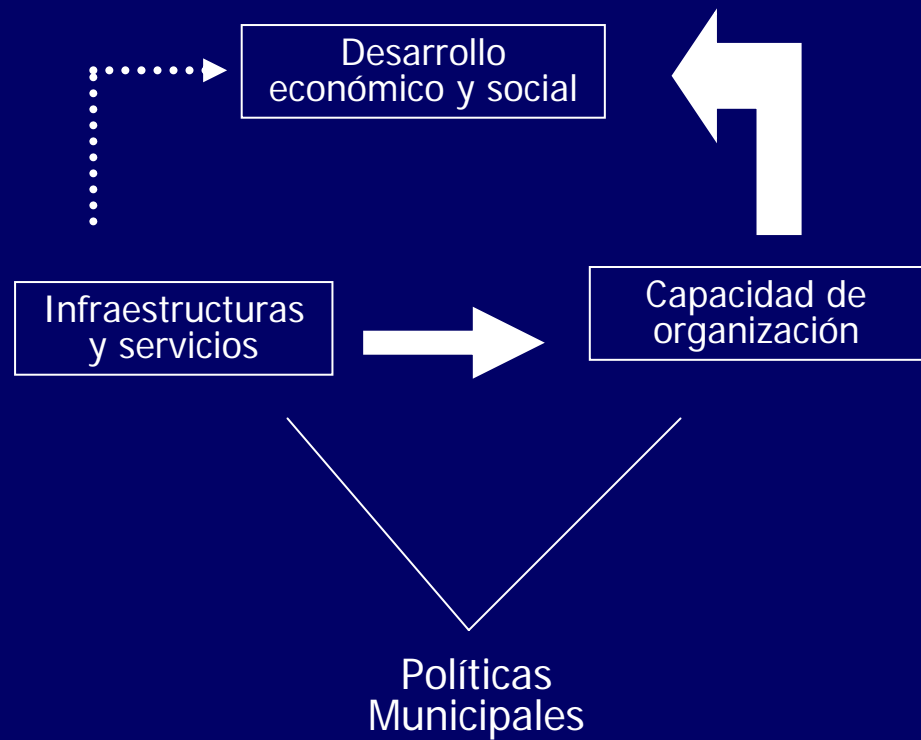 Desarrollo
económico y social
Infraestructuras
y servicios
Capacidad de
organización
Políticas
Municipales